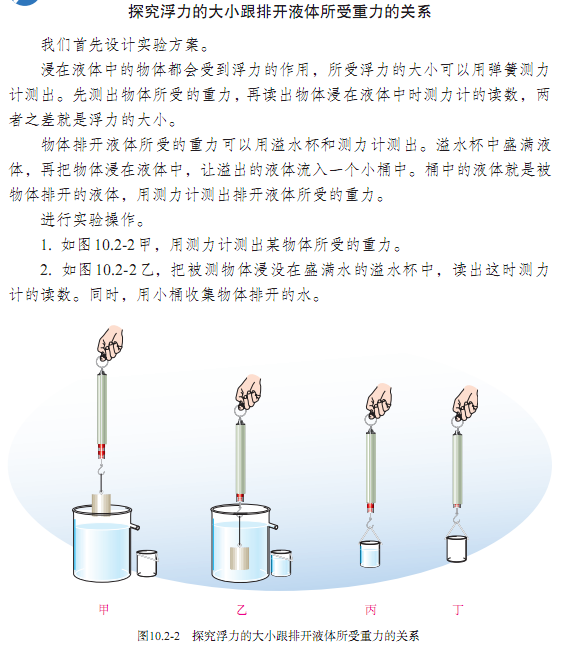 探究浮力的大小跟排开液体所受重力的关系
我们首先设计实验方案。
浸在液体中的物体都会受到浮力的作用，所受浮力的大小可以用弹簧测力
计测出。先测出物体所受的重力，再读出物体浸在液体中时测力计的读数，两
者之差就是浮力的大小。
物体排开液体所受的重力可以用溢水杯和测力计测出。溢水杯中盛满液
体，再把物体浸在液体中，让溢出的液体流入一个小桶中。桶中的液体就是被
物体排开的液体，用测力计测出排开液体所受的重力。
进行实验操作。
1. 如图10.2-2甲，用测力计测出某物体所受的重力。
2. 如图10.2-2乙，把被测物体浸没在盛满水的溢水杯中，读出这时测力
计的读数。同时，用小桶收集物体排开的水。
甲 乙 丙 丁
图10.2-2 探究浮力的大小跟排开液体所受重力的关系